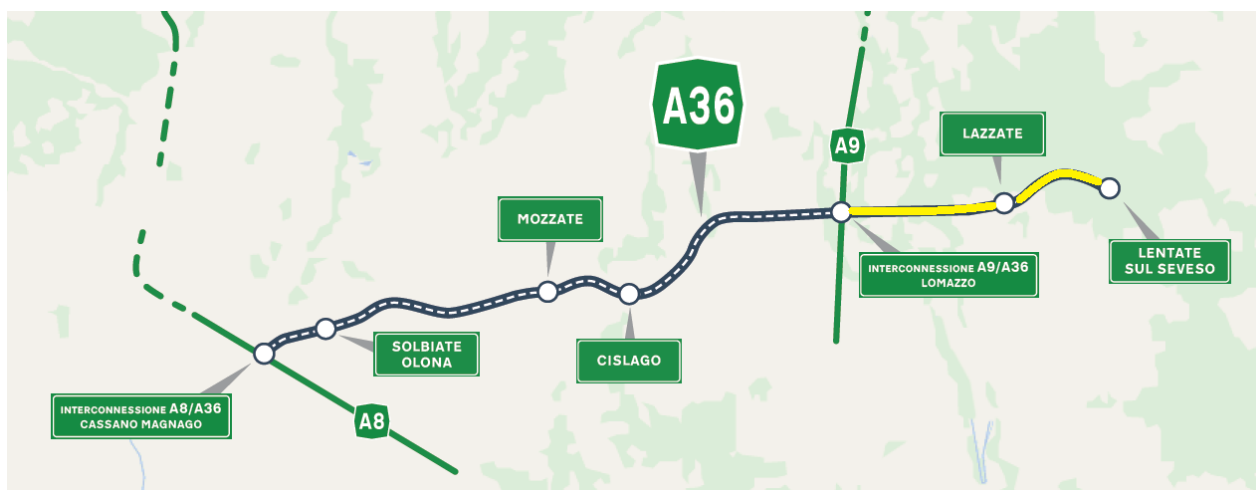 A36
A9
LAZZATE
MOZZATE
LENTATE
SUL SEVESO
INTERCONNESSIONE A9/A36
LOMAZZO
SOLBIATE
OLONA
CISLAGO
INTERCONNESSIONE A8/A36
CASSANO MAGNAGO
A8